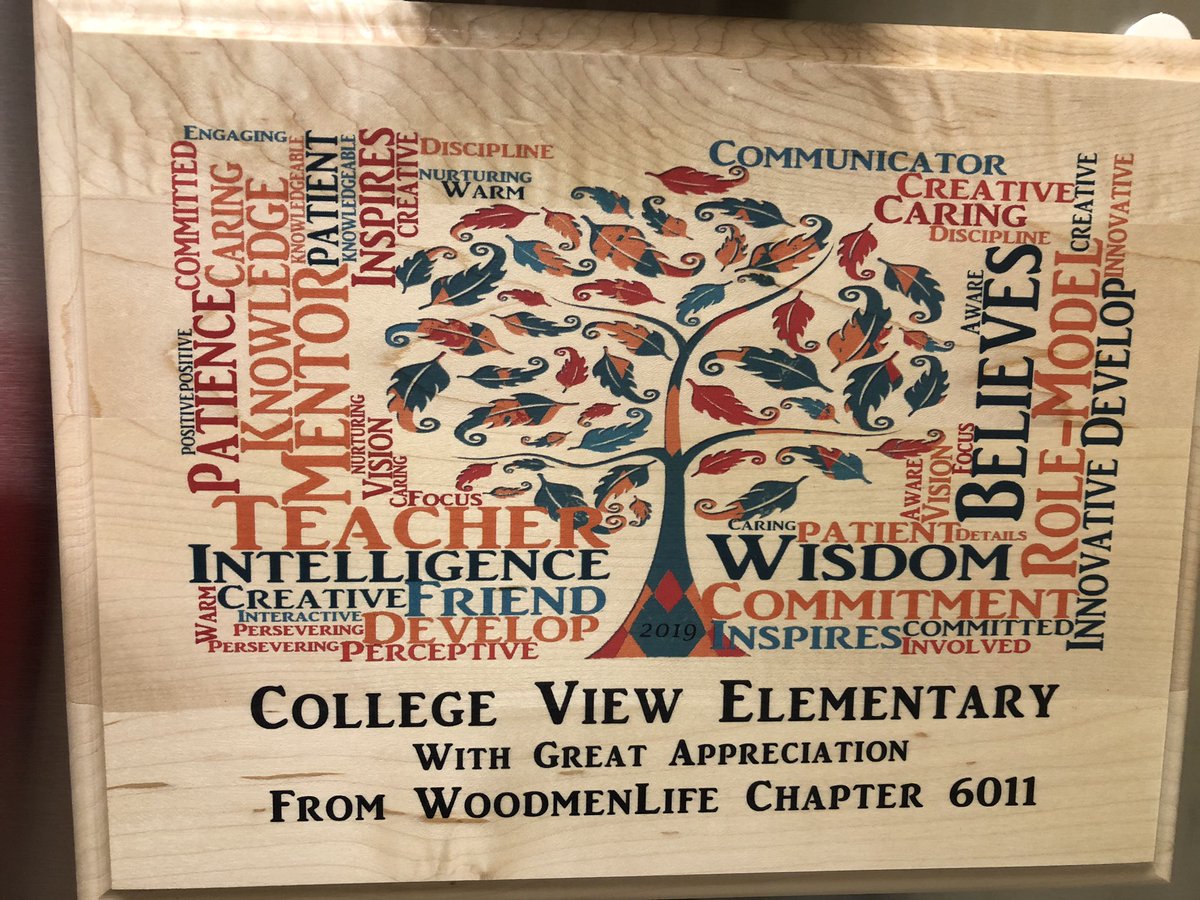 ENGAGING
COMMITTED
CARING
KNOWLEDGEABLE
PATIENT
KNOWLEDGEABLE
INSPIRES
CREATIVE
DISCIPLINE
NURTURING
WARM
POSITIVE
POSITIVE
PATIENCE
KNOWLEDGE
MENTOR
NURTURING
VISION
CARING
FOCUS
TEACHER
INTELLIGENCE
WARM
CREATIVE
FRIEND
INTERACTIVE
PERSEVERING
DEVELOP
PERSEVERING
PERCEPTIVE
COMMUNICATOR
CREATIVE
CARING
DISCIPLINE
CREATIVE
INNOVATIVE
AWARE
BELIEVES
ROLE-MODEL
DEVELOP
INNOVATIVE
AWARE
VISION
FOCUS
CARING
PATIENT
DETAILS
WISDOM
COMMITMENT
INSPIRES
COMMITTED
INVOLVED
2019
COLLEGE VIEW ELEMENTARY
WITH GREAT APPRECIATION
FROM WOODMENLIFE CHAPTER 6011